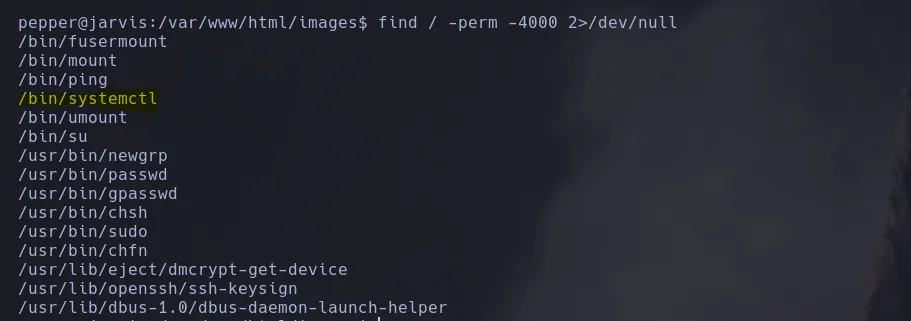 pepper@jarvis:/var/www/html/images$ find / -perm -4000 2>/dev/null
/bin/fusermount
/bin/mount
/bin/ping
/bin/systemctl
/bin/umount
/bin/su
/usr/bin/newgrp
/usr/bin/passwd
/usr/bin/gpasswd
/usr/bin/chsh
/usr/bin/sudo
/usr/bin/chfn
/usr/lib/eject/dmcrypt-get-device
/usr/lib/openssh/ssh-keysign
/usr/lib/dbus-1.0/dbus-daemon-launch-helper